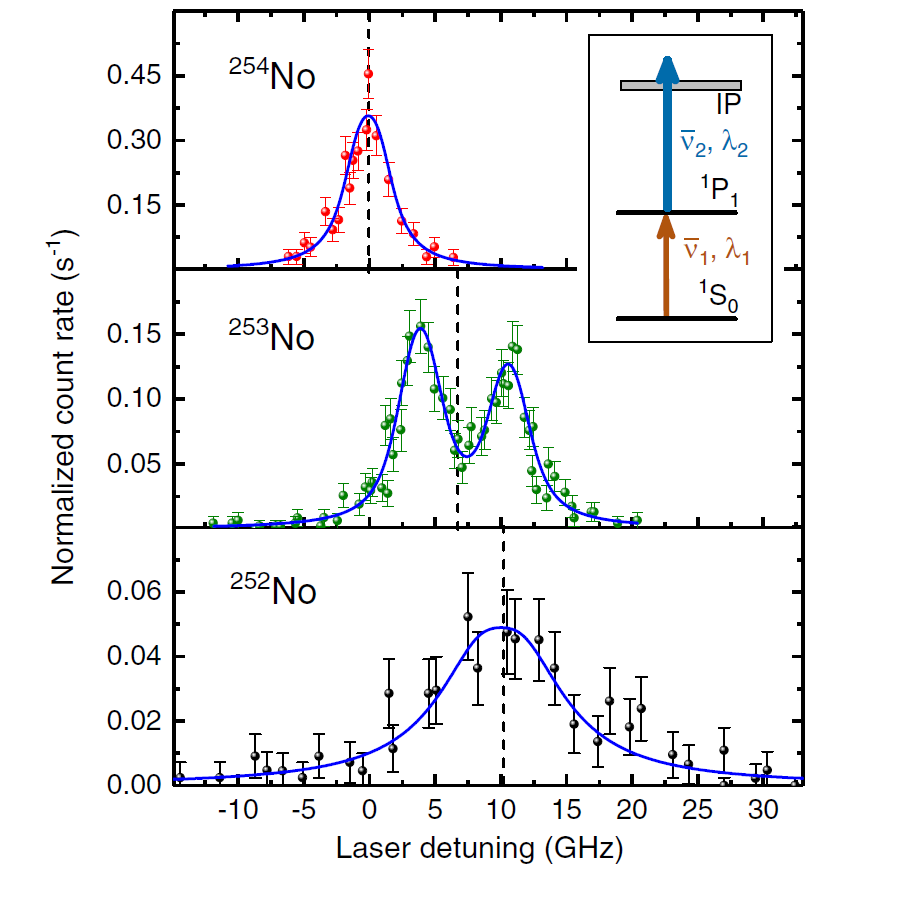 Normalized count rate (s⁻¹)
²⁵⁴No
0.45
0.30
0.15
IP
ν̅₂, λ₂
¹P₁
ν̅₁, λ₁
¹S₀
²⁵³No
0.15
0.10
0.05
²⁵²No
0.06
0.04
0.02
0.00
-10 -5 0 5 10 15 20 25 30
Laser detuning (GHz)